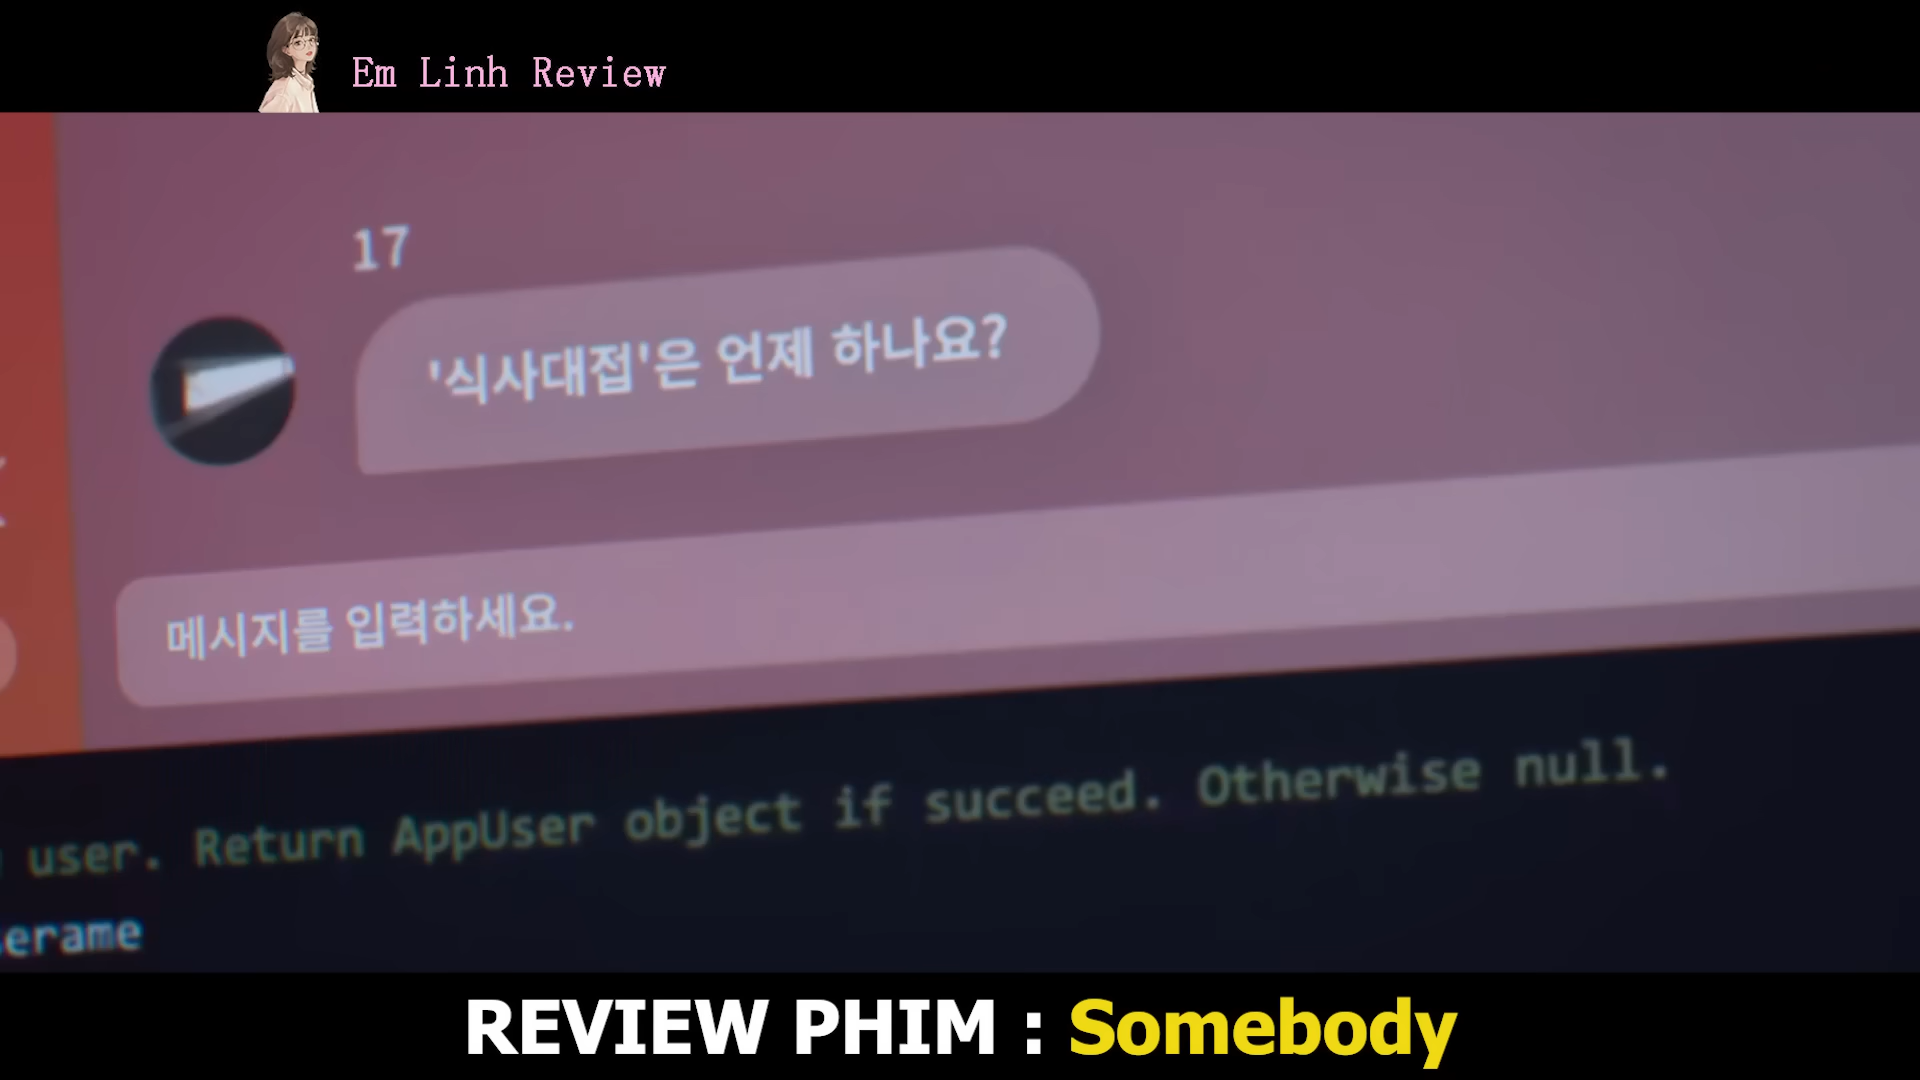 Em Linh Review
17
'식사대접'은 언제 하나요?
메시지를 입력하세요.
user. Return AppUser object if succeed. Otherwise null.
erame
REVIEW PHIM : Somebody